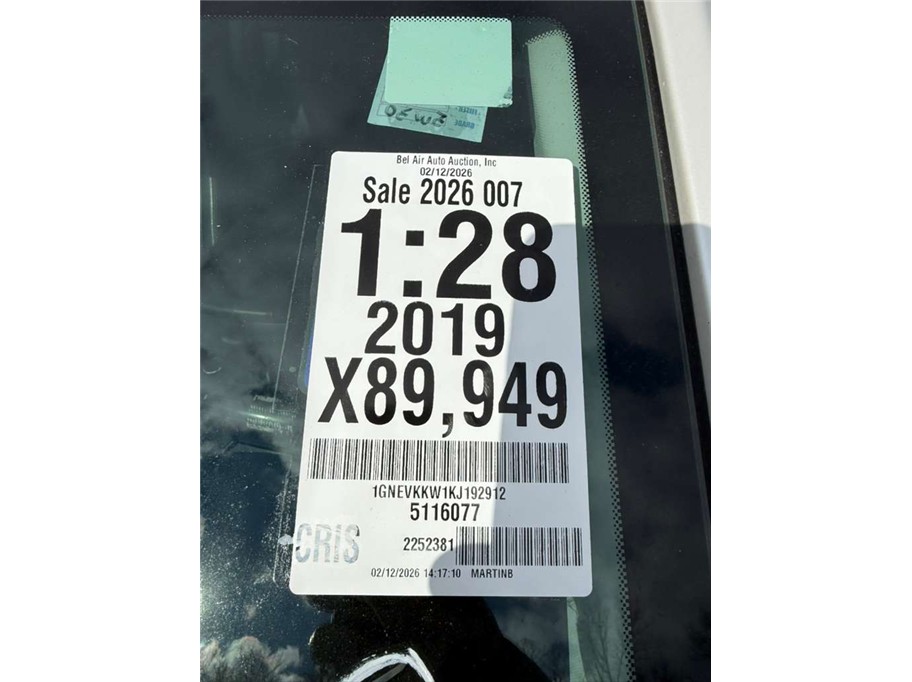 Bel Air Auto Auction, Inc
02/12/2026
Sale 2026 007
1:28
2019
X89,949
1GNEVKKW1KJ192912
5116077
CRIS
2252381
02/12/2026 14:17:10 MARTINB